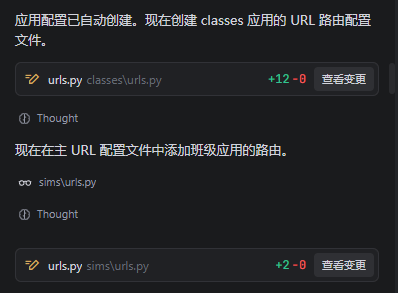 应用配置已自动创建。现在创建 classes 应用的 URL 路由配置
文件。
urls.py classes\urls.py +12 -0 查看变更
Thought
现在在主 URL 配置文件中添加班级应用的路由。
sims\urls.py
Thought
urls.py sims\urls.py +2 -0 查看变更